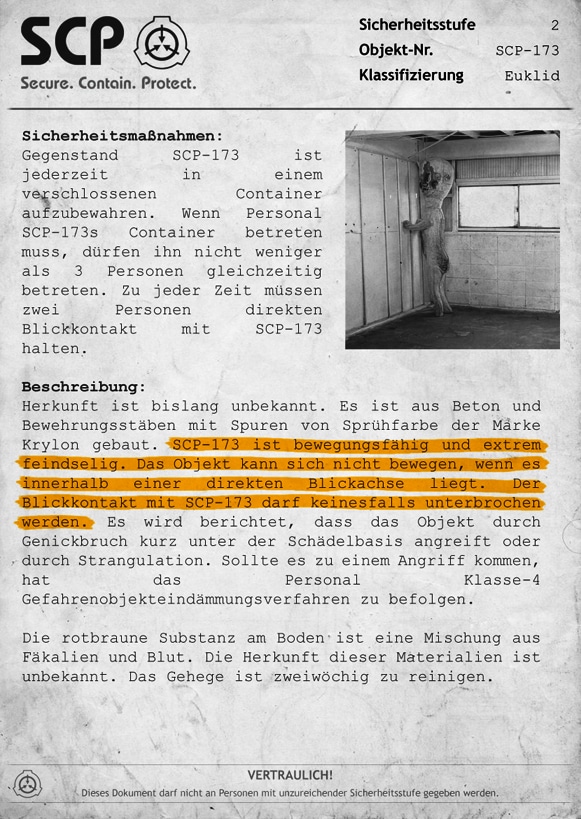 SCP
Secure. Contain. Protect.
Sicherheitsstufe 2
Objekt-Nr. SCP-173
Klassifizierung Euklid
Sicherheitsmaßnahmen:
Gegenstand SCP-173 ist
jederzeit in einem
verschlossenen Container
aufzubewahren. Wenn Personal
SCP-173s Container betreten
muss, dürfen ihn nicht weniger
als 3 Personen gleichzeitig
betreten. Zu jeder Zeit müssen
zwei Personen direkten
Blickkontakt mit SCP-173
halten.
Beschreibung:
Herkunft ist bislang unbekannt. Es ist aus Beton und
Bewehrungsstäben mit Spuren von Sprühfarbe der Marke
Krylon gebaut. SCP-173 ist bewegungsfähig und extrem
feindselig. Das Objekt kann sich nicht bewegen, wenn es
innerhalb einer direkten Blickachse liegt. Der
Blickkontakt mit SCP-173 darf keinesfalls unterbrochen
werden. Es wird berichtet, dass das Objekt durch
Genickbruch kurz unter der Schädelbasis angreift oder
durch Strangulation. Sollte es zu einem Angriff kommen,
hat das Personal Klasse-4
Gefahrenobjekteindämmungsverfahren zu befolgen.
Die rotbraune Substanz am Boden ist eine Mischung aus
Fäkalien und Blut. Die Herkunft dieser Materialien ist
unbekannt. Das Gehege ist zweiwöchig zu reinigen.
VERTRAULICH!
Dieses Dokument darf nicht an Personen mit unzureichender Sicherheitsstufe gegeben werden.